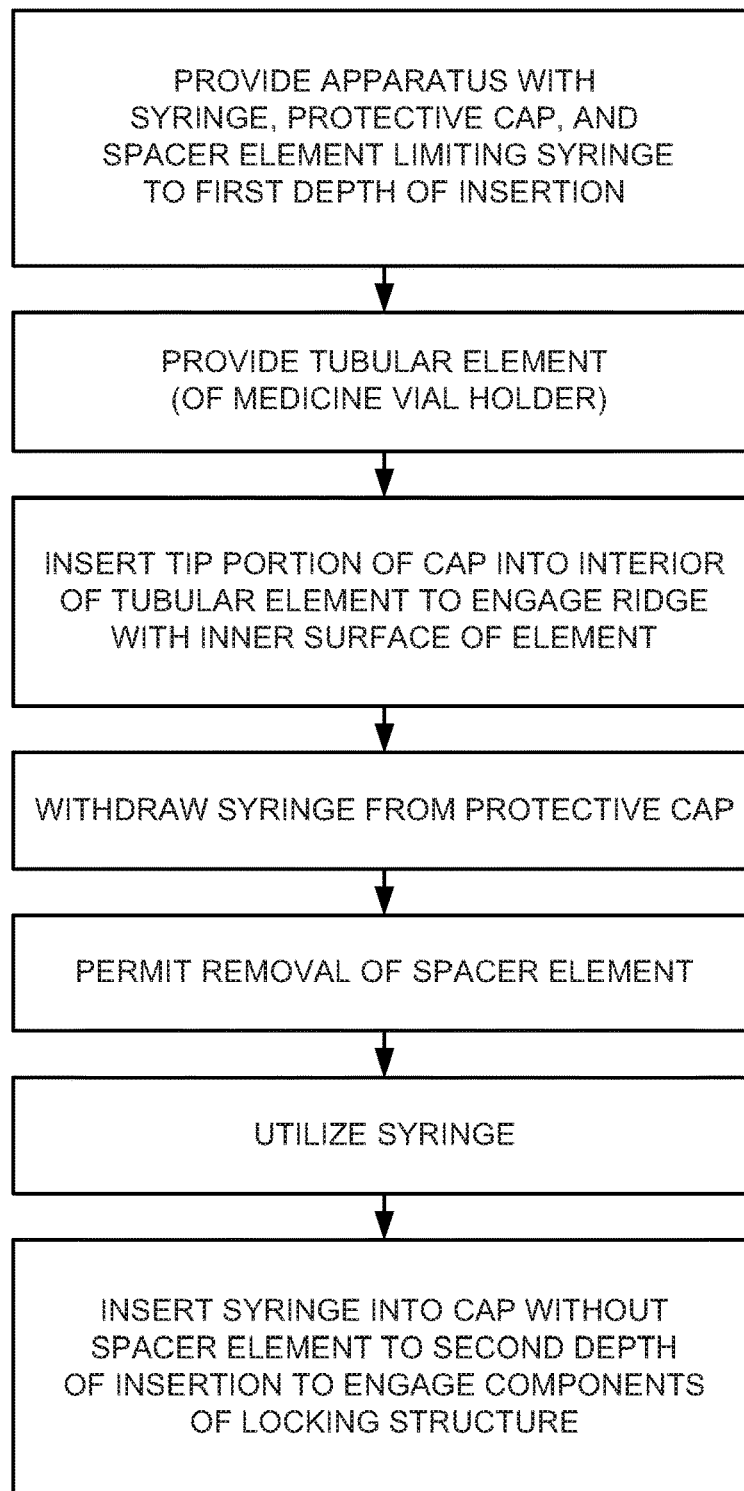 PROVIDE APPARATUS WITH
SYRINGE, PROTECTIVE CAP, AND
SPACER ELEMENT LIMITING SYRINGE
TO FIRST DEPTH OF INSERTION
PROVIDE TUBULAR ELEMENT
(OF MEDICINE VIAL HOLDER)
INSERT TIP PORTION OF CAP INTO INTERIOR
OF TUBULAR ELEMENT TO ENGAGE RIDGE
WITH INNER SURFACE OF ELEMENT
WITHDRAW SYRINGE FROM PROTECTIVE CAP
PERMIT REMOVAL OF SPACER ELEMENT
UTILIZE SYRINGE
INSERT SYRINGE INTO CAP WITHOUT
SPACER ELEMENT TO SECOND DEPTH
OF INSERTION TO ENGAGE COMPONENTS
OF LOCKING STRUCTURE